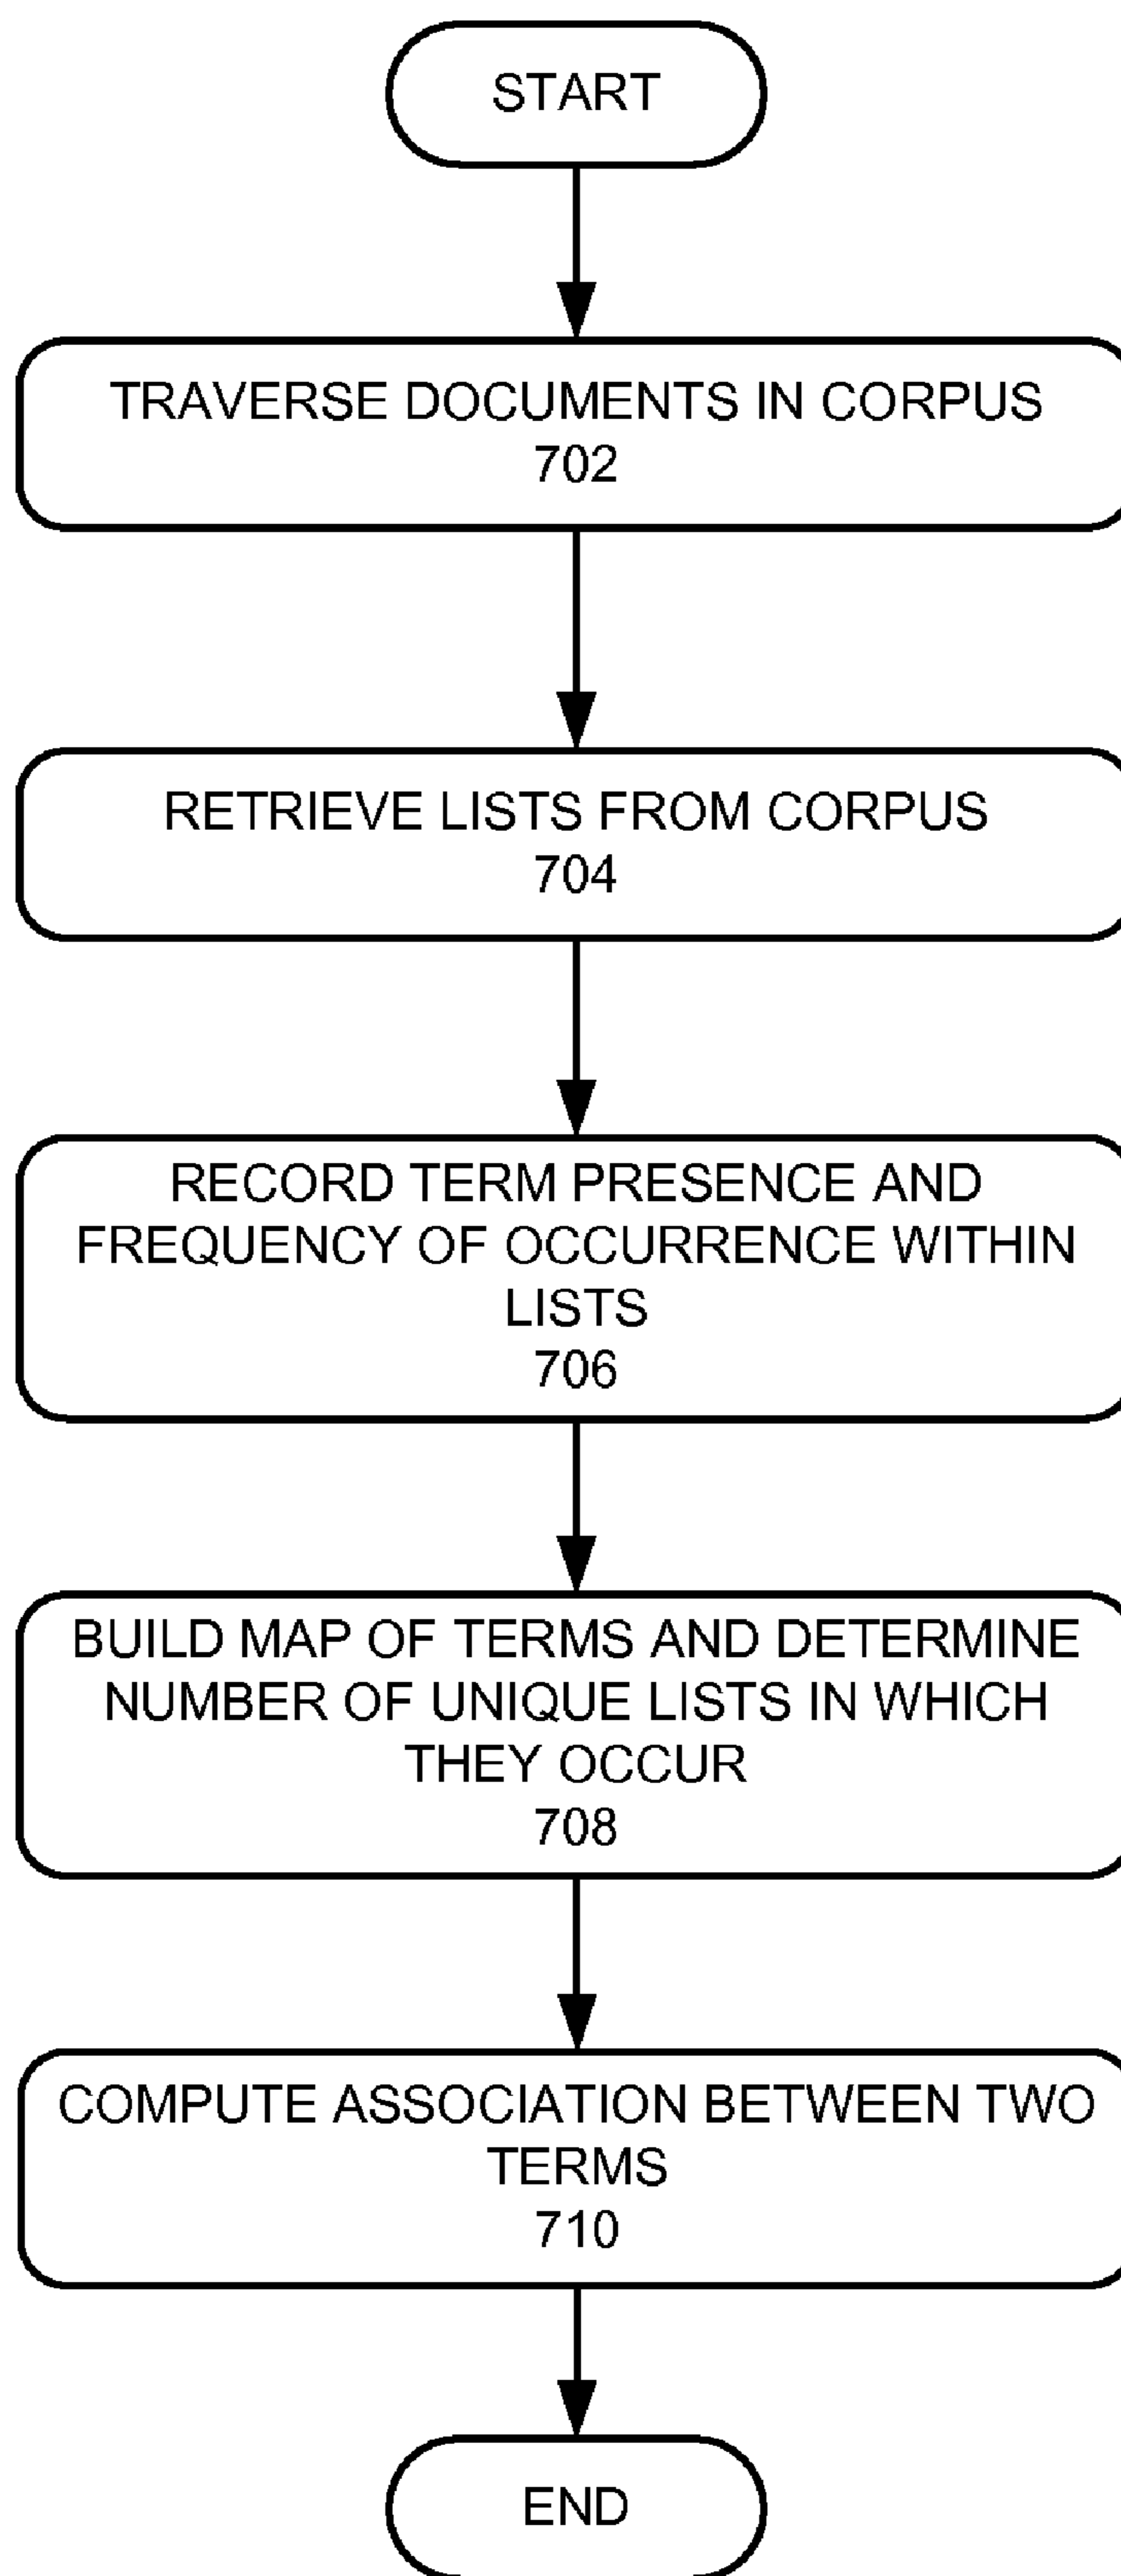 START
TRAVERSE DOCUMENTS IN CORPUS
702
RETRIEVE LISTS FROM CORPUS
704
RECORD TERM PRESENCE AND
FREQUENCY OF OCCURRENCE WITHIN
LISTS
706
BUILD MAP OF TERMS AND DETERMINE
NUMBER OF UNIQUE LISTS IN WHICH
THEY OCCUR
708
COMPUTE ASSOCIATION BETWEEN TWO
TERMS
710
END